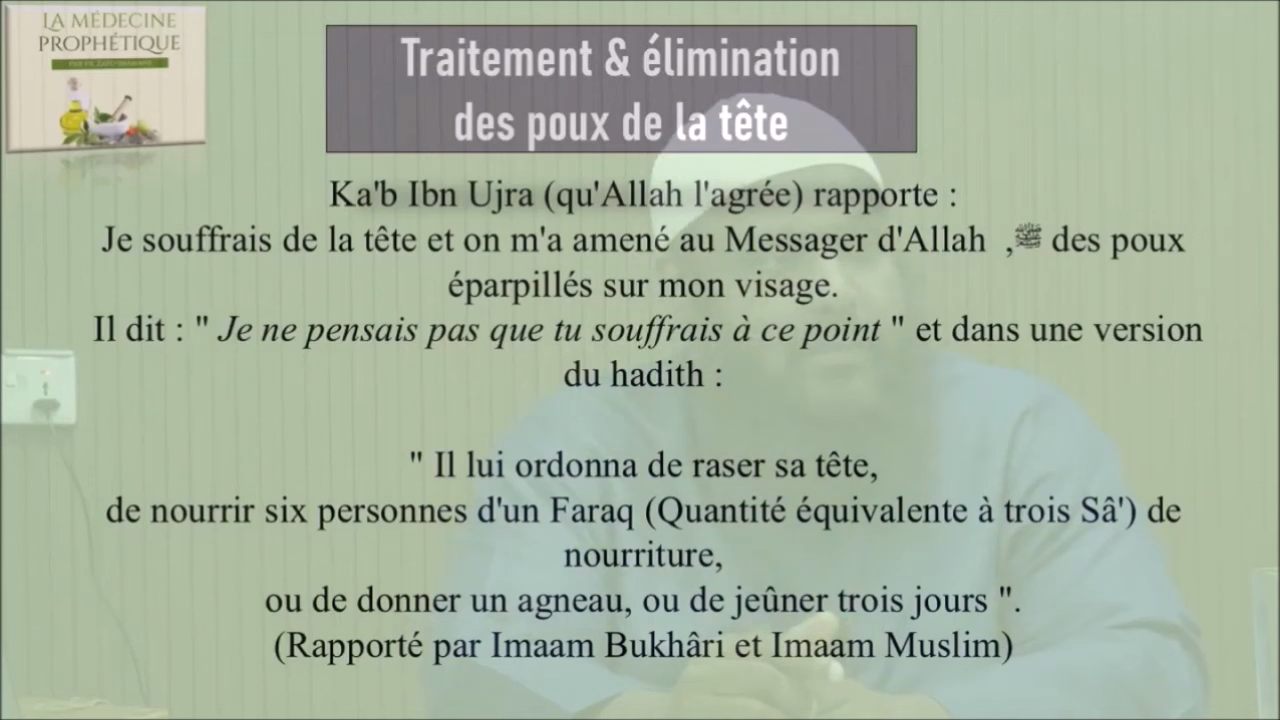 LA MÉDECINE
PROPHÉTIQUE
Traitement & élimination
des poux de la tête
Ka'b Ibn Ujra (qu'Allah l'agrée) rapporte :
Je souffrais de la tête et on m'a amené au Messager d'Allah ,ﷺ des poux
éparpillés sur mon visage.
Il dit : " Je ne pensais pas que tu souffrais à ce point " et dans une version
du hadith :
" Il lui ordonna de raser sa tête,
de nourrir six personnes d'un Faraq (Quantité équivalente à trois Sâ') de
nourriture,
ou de donner un agneau, ou de jeûner trois jours ".
(Rapporté par Imaam Bukhâri et Imaam Muslim)